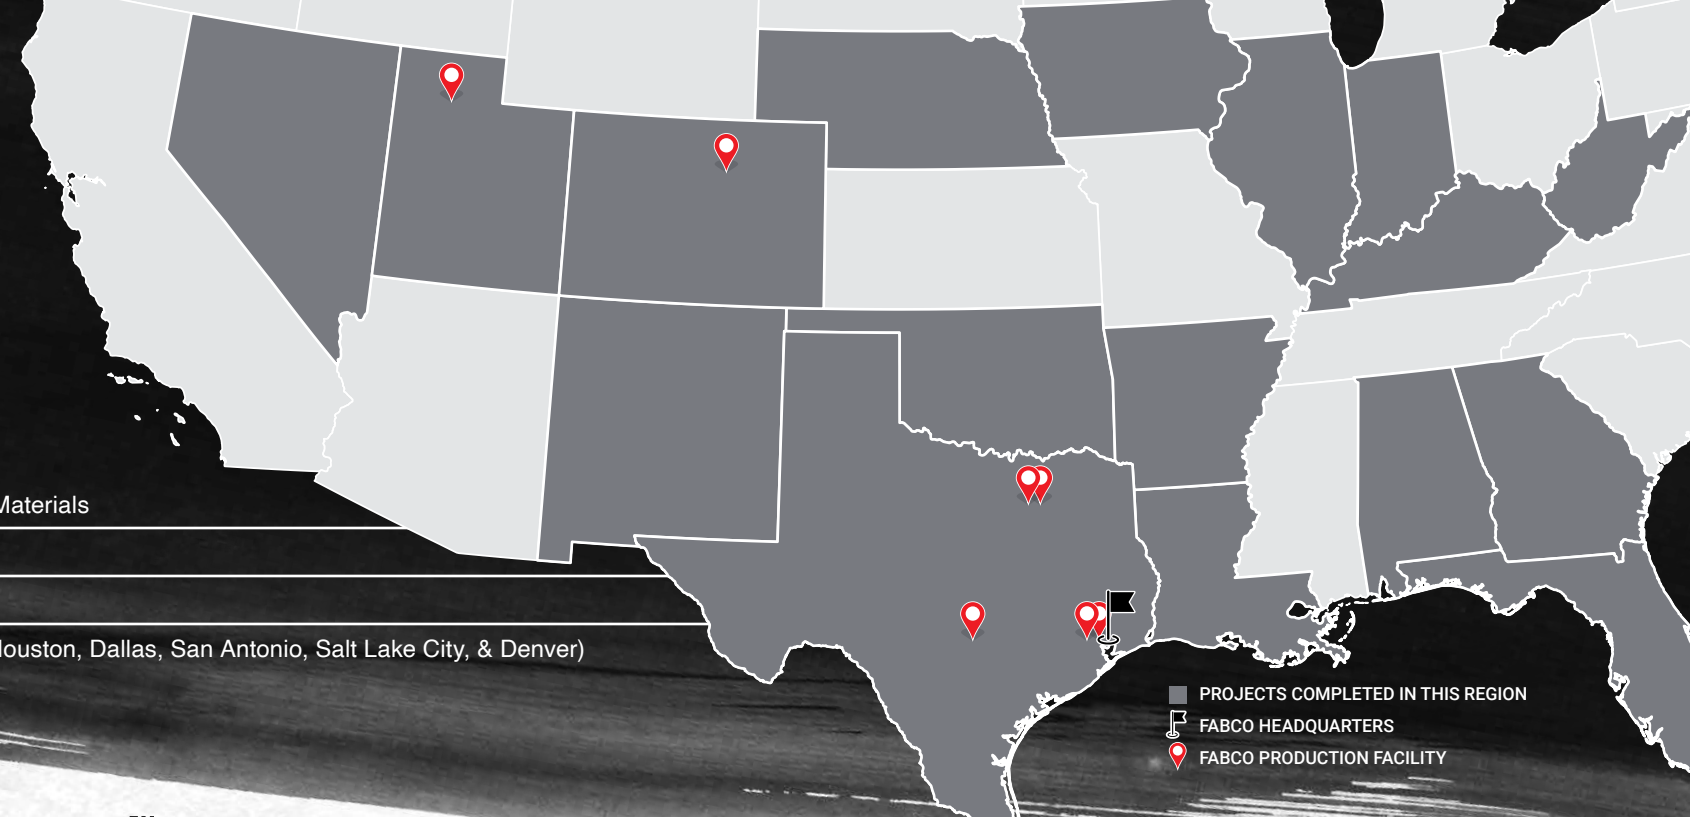 Materials
Houston, Dallas, San Antonio, Salt Lake City, & Denver)
PROJECTS COMPLETED IN THIS REGION
FABCO HEADQUARTERS
FABCO PRODUCTION FACILITY